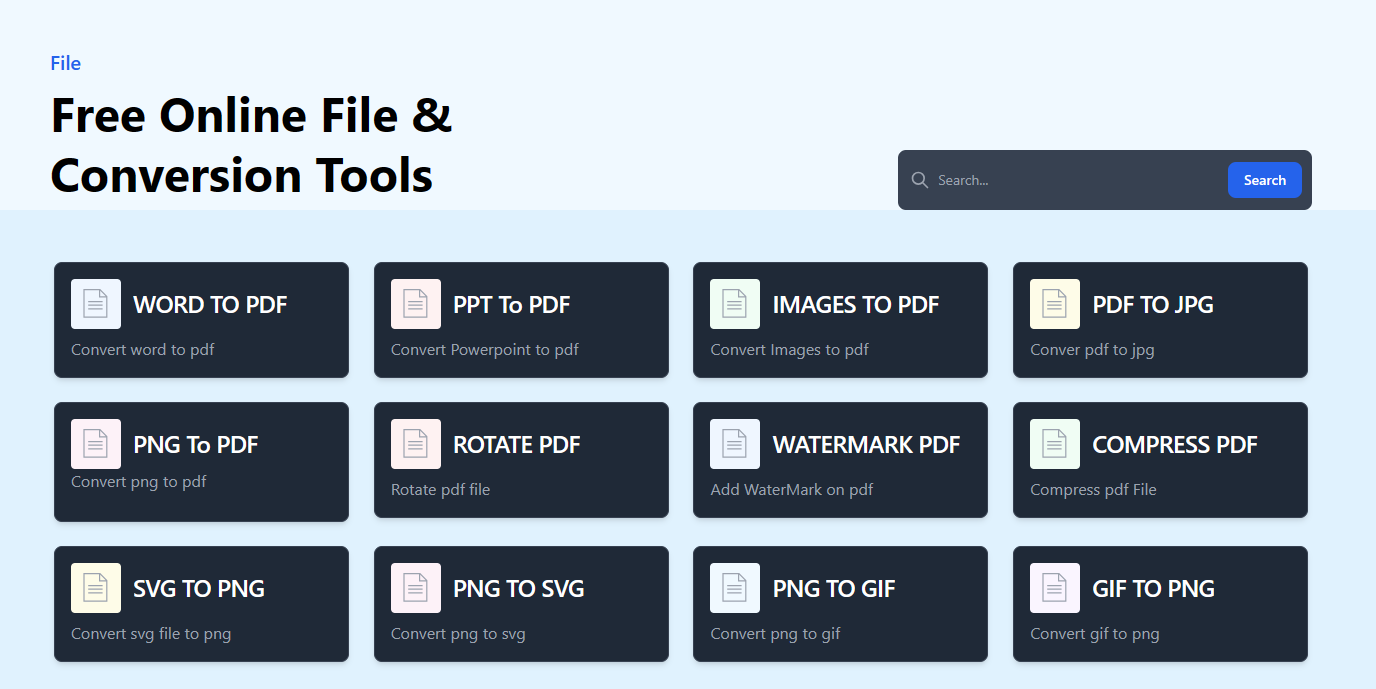 File
Free Online File &
Conversion Tools
Search...
Search
WORD TO PDF
Convert word to pdf
PPT To PDF
Convert Powerpoint to pdf
IMAGES TO PDF
Convert Images to pdf
PDF TO JPG
Conver pdf to jpg
PNG To PDF
Convert png to pdf
ROTATE PDF
Rotate pdf file
WATERMARK PDF
Add WaterMark on pdf
COMPRESS PDF
Compress pdf File
SVG TO PNG
Convert svg file to png
PNG TO SVG
Convert png to svg
PNG TO GIF
Convert png to gif
GIF TO PNG
Convert gif to png